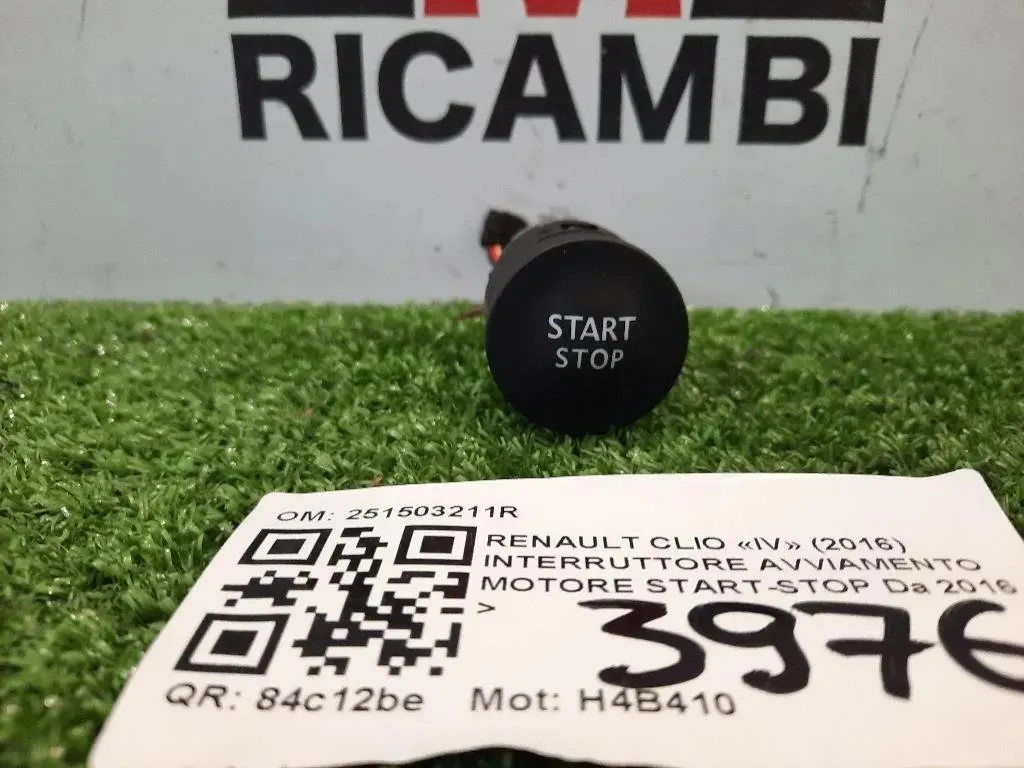 RICAMBI
START
STOP
OM: 251503211R
RENAULT CLIO «IV» (2016)
INTERRUTTORE AVVIAMENTO
MOTORE START-STOP Da 2016
>
3976
QR: 84c12be
Mot: H4B410